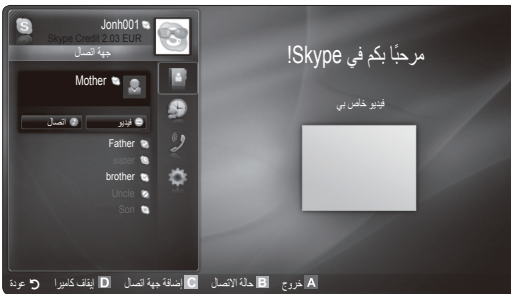 Jonh001
Skype Credit 2.03 EUR
جهة اتصال
Mother
فيديو
اتصال
Father
sister
brother
Uncle
Son
مرحبًا بكم في Skype!
فيديو خاص بي
A خروج B حالة الاتصال C إضافة جهة اتصال D إيقاف كاميرا عودة